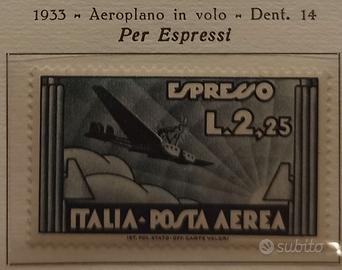 1933 - Aeroplano in volo - Dent. 14
Per Espressi
ESPRESSO
L.2,25
ITALIA·POSTA AEREA
IST. POL. STATO-OFF. CARTE VALORI
subito